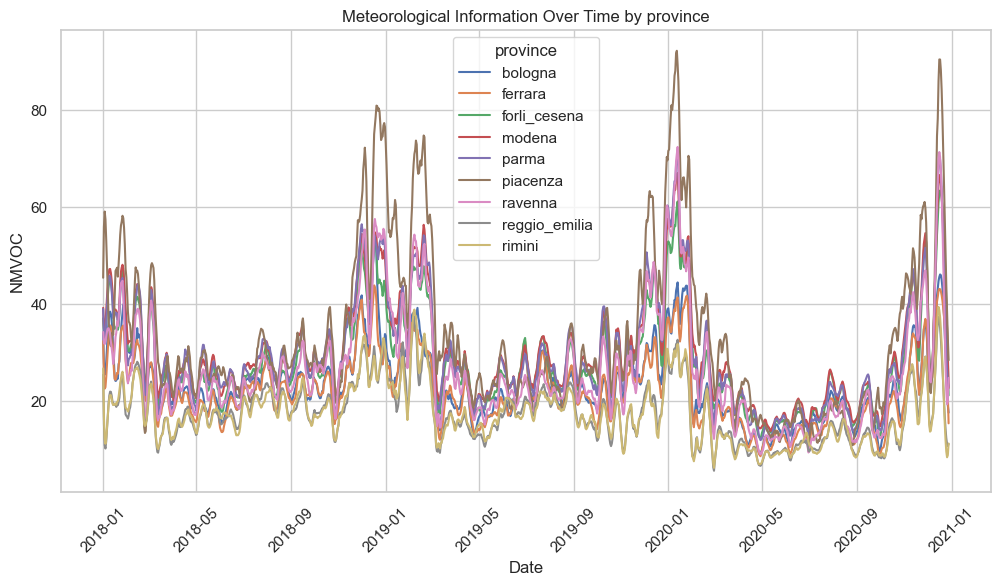 Meteorological Information Over Time by province
province
bologna
ferrara
forli_cesena
modena
parma
piacenza
ravenna
reggio_emilia
rimini
NMVOC
80
60
40
20
2018-01
2018-05
2018-09
2019-01
2019-05
2019-09
2020-01
2020-05
2020-09
2021-01
Date